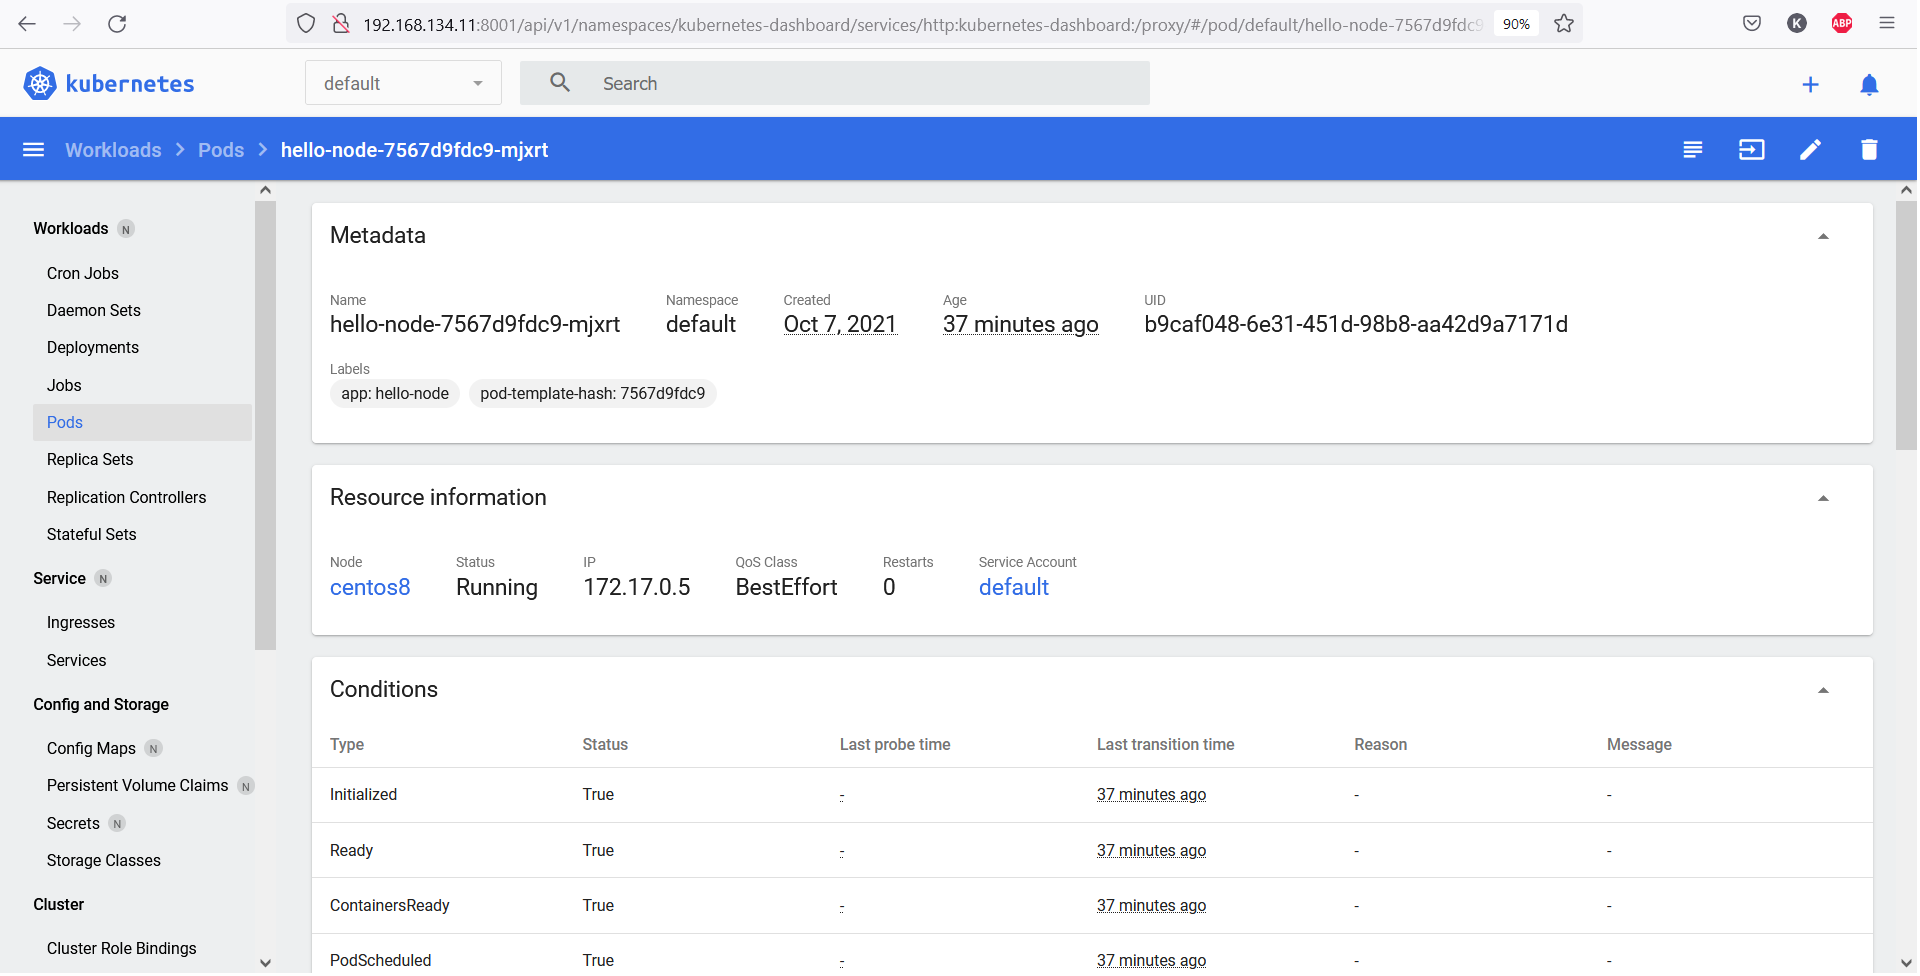 192.168.134.11:8001/api/v1/namespaces/kubernetes-dashboard/services/http:kubernetes-dashboard:/proxy/#/pod/default/hello-node-7567d9fdc9 90% K ABP
kubernetes default Search
Workloads Pods hello-node-7567d9fdc9-mjxrt
Workloads N
Cron Jobs
Daemon Sets
Deployments
Jobs
Pods
Replica Sets
Replication Controllers
Stateful Sets
Service N
Ingresses
Services
Config and Storage
Config Maps N
Persistent Volume Claims N
Secrets N
Storage Classes
Cluster
Cluster Role Bindings
Metadata
Name Namespace Created Age UID
hello-node-7567d9fdc9-mjxrt default Oct 7, 2021 37 minutes ago b9caf048-6e31-451d-98b8-aa42d9a7171d
Labels
app: hello-node pod-template-hash: 7567d9fdc9
Resource information
Node Status IP QoS Class Restarts Service Account
centos8 Running 172.17.0.5 BestEffort 0 default
Conditions
Type Status Last probe time Last transition time Reason Message
Initialized True - 37 minutes ago - -
Ready True - 37 minutes ago - -
ContainersReady True - 37 minutes ago - -
PodScheduled True - 37 minutes ago - -